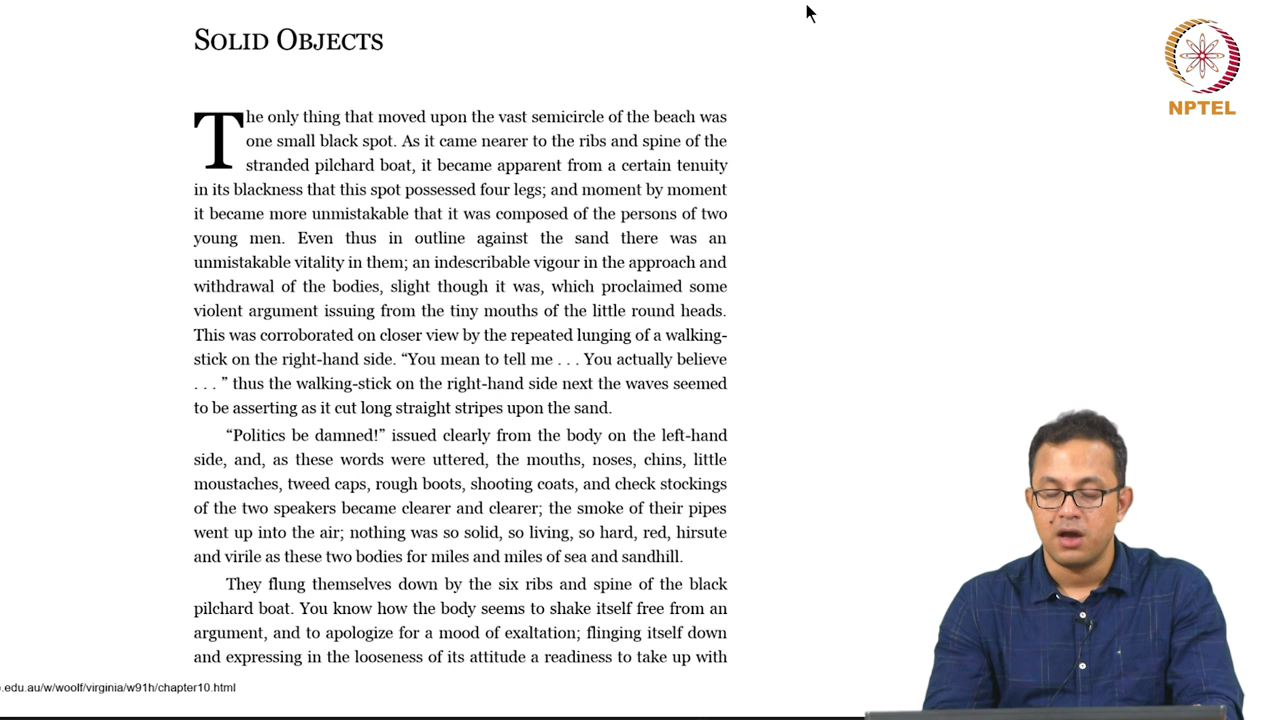 SOLID OBJECTS
NPTEL
The only thing that moved upon the vast semicircle of the beach was
one small black spot. As it came nearer to the ribs and spine of the
stranded pilchard boat, it became apparent from a certain tenuity
in its blackness that this spot possessed four legs; and moment by moment
it became more unmistakable that it was composed of the persons of two
young men. Even thus in outline against the sand there was an
unmistakable vitality in them; an indescribable vigour in the approach and
withdrawal of the bodies, slight though it was, which proclaimed some
violent argument issuing from the tiny mouths of the little round heads.
This was corroborated on closer view by the repeated lunging of a walking-
stick on the right-hand side. “You mean to tell me . . . You actually believe
. . . ” thus the walking-stick on the right-hand side next the waves seemed
to be asserting as it cut long straight stripes upon the sand.
“Politics be damned!” issued clearly from the body on the left-hand
side, and, as these words were uttered, the mouths, noses, chins, little
moustaches, tweed caps, rough boots, shooting coats, and check stockings
of the two speakers became clearer and clearer; the smoke of their pipes
went up into the air; nothing was so solid, so living, so hard, red, hirsute
and virile as these two bodies for miles and miles of sea and sandhill.
They flung themselves down by the six ribs and spine of the black
pilchard boat. You know how the body seems to shake itself free from an
argument, and to apologize for a mood of exaltation; flinging itself down
and expressing in the looseness of its attitude a readiness to take up with
.edu.au/w/woolf/virginia/w91h/chapter10.html